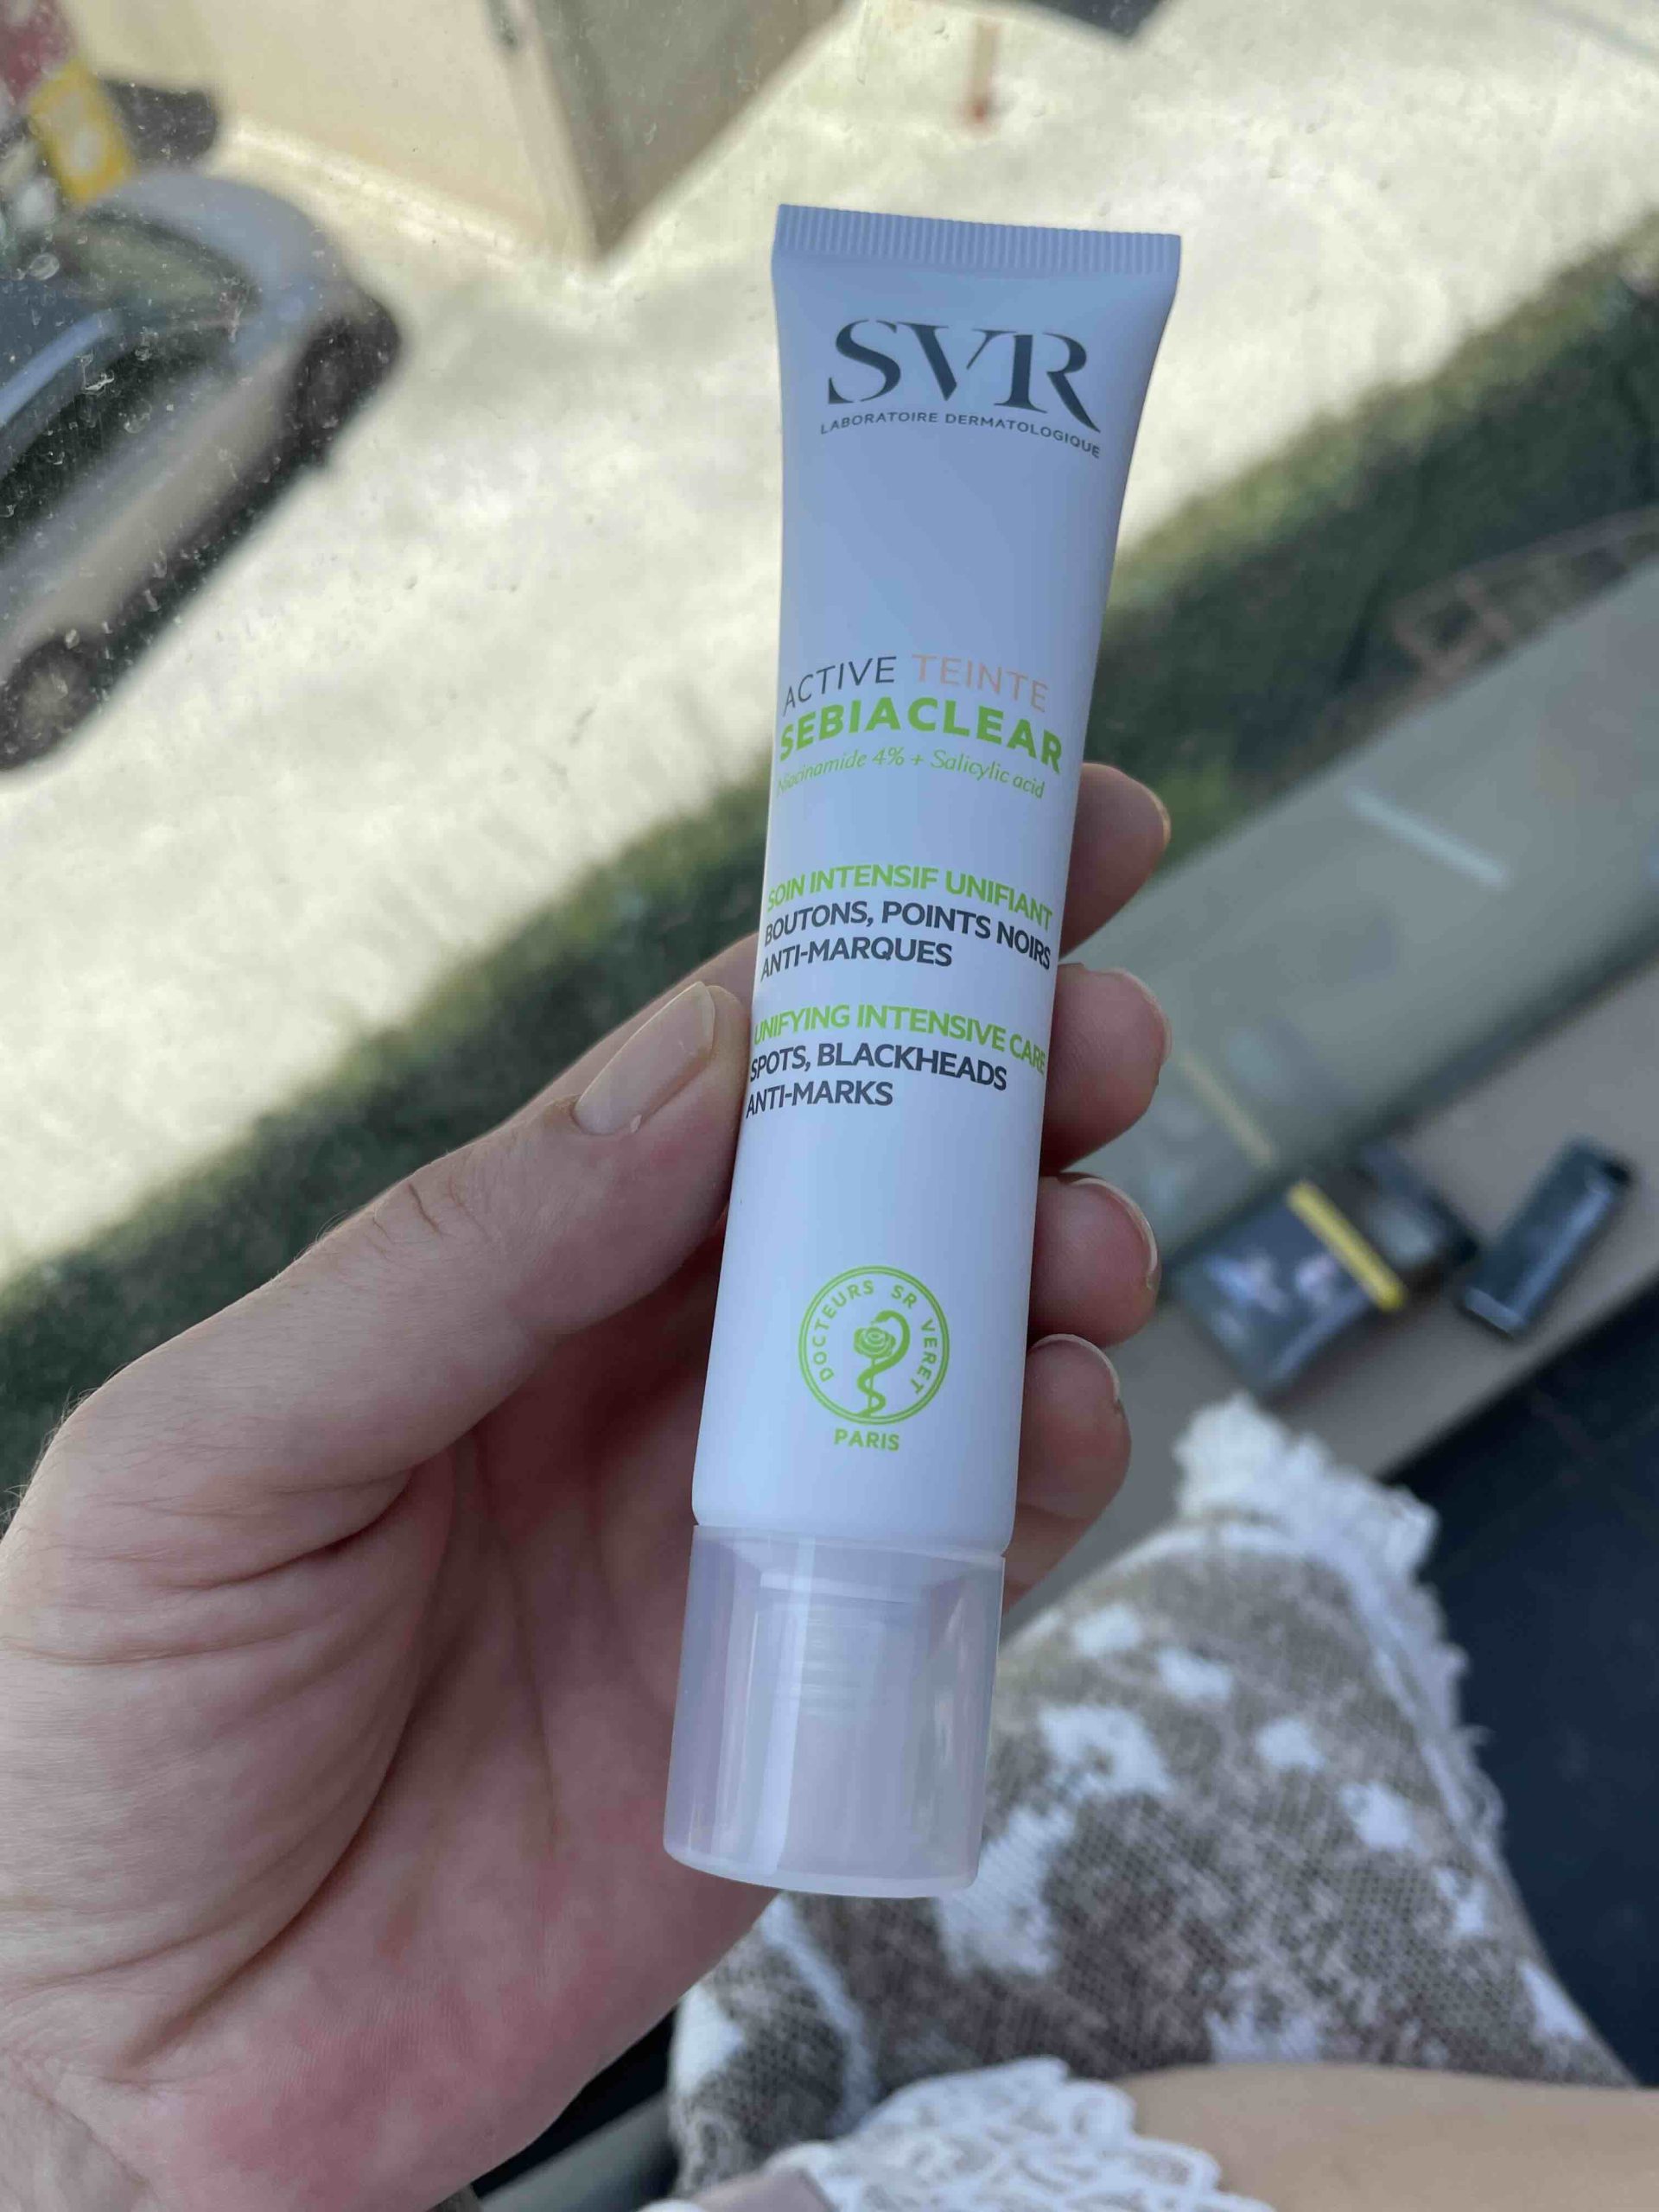 SVR
LABORATOIRE DERMATOLOGIQUE
ACTIVE TEINTE
SEBIACLEAR
Niacinamide 4% + Salicylic acid
SOIN INTENSIF UNIFIANT
BOUTONS, POINTS NOIRS
ANTI-MARQUES
UNIFYING INTENSIVE CARE
SPOTS, BLACKHEADS
ANTI-MARKS
DOCTEURS SR VERET
PARIS